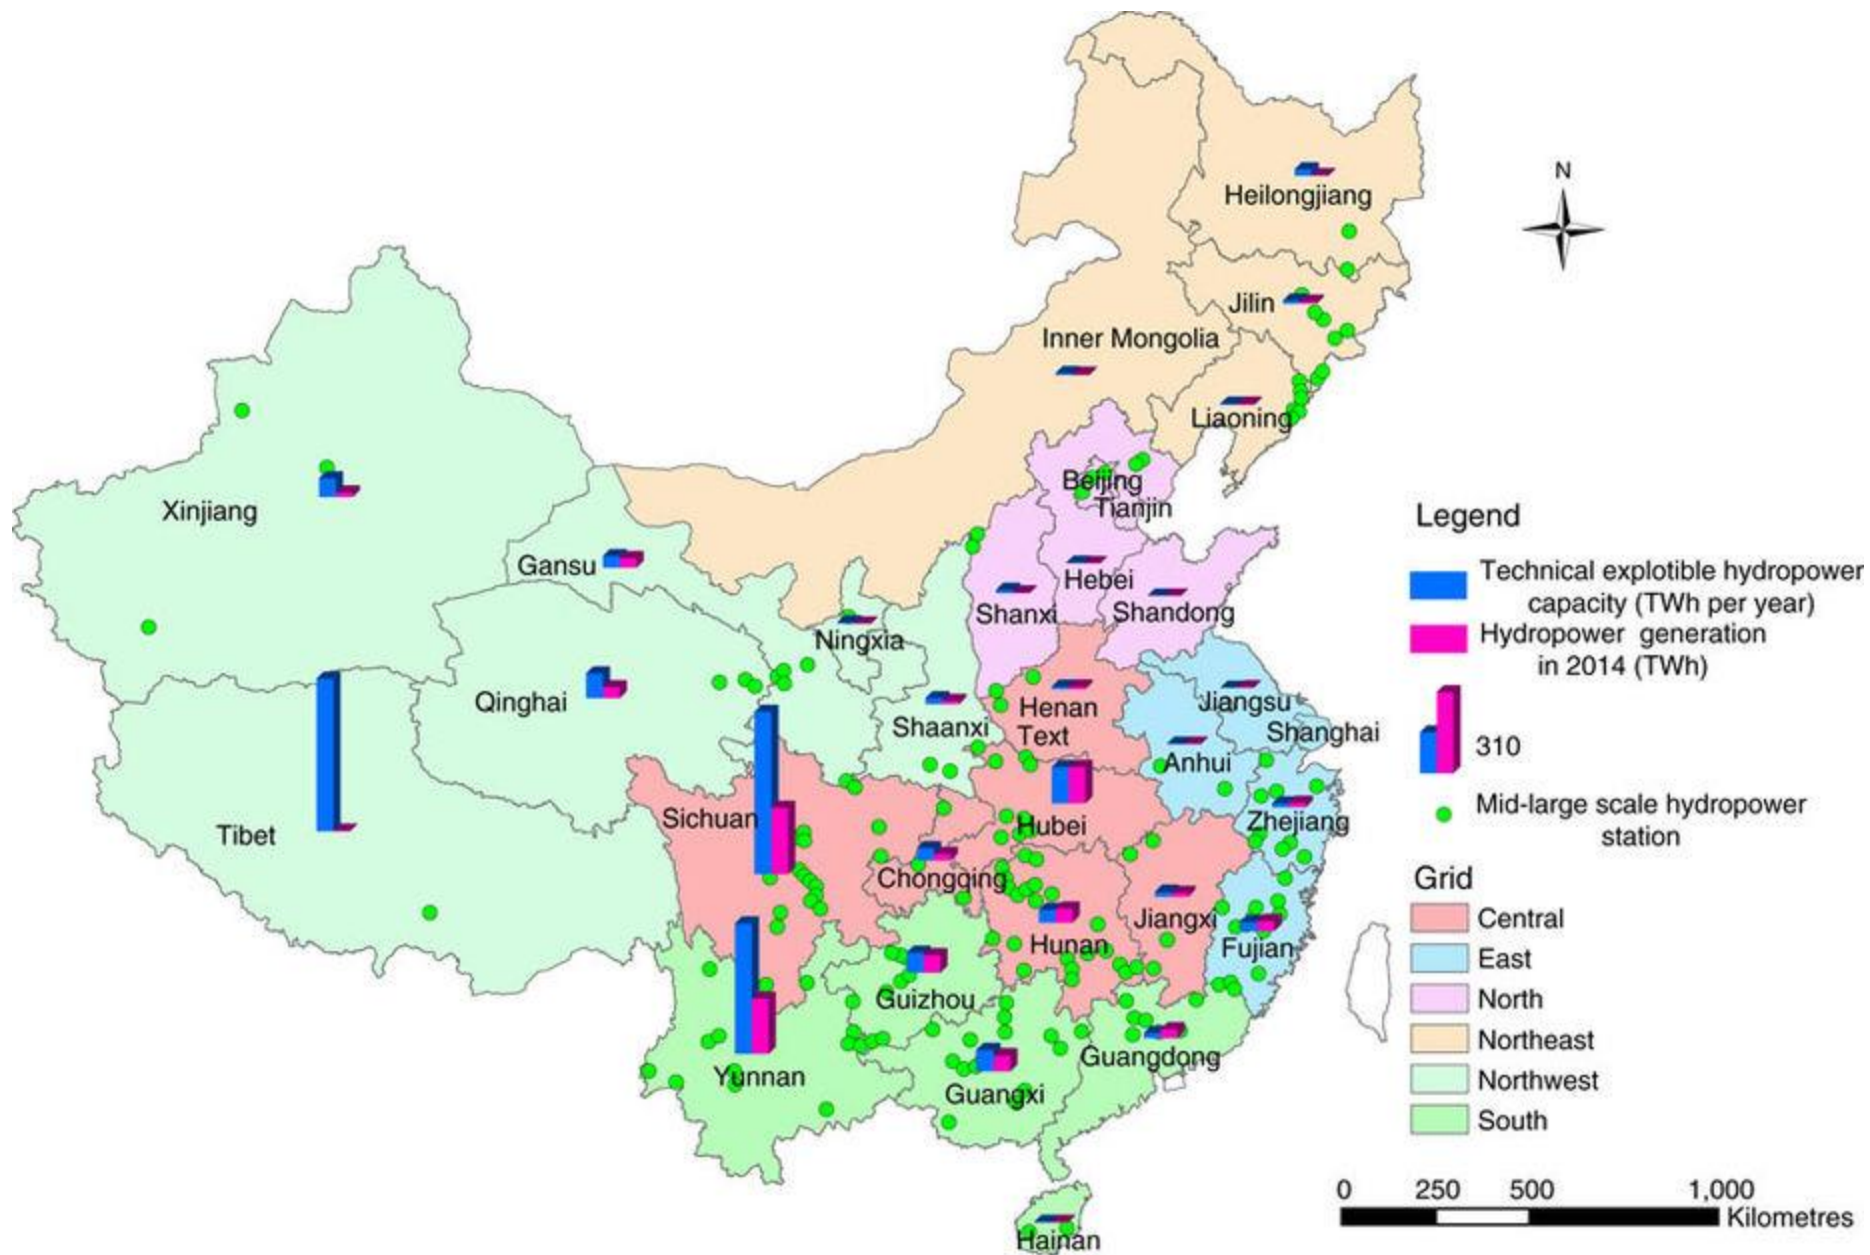 N
Heilongjiang
Jilin
Inner Mongolia
Liaoning
Beijing
Tianjin
Xinjiang
Gansu
Hebei
Shanxi
Shandong
Ningxia
Qinghai
Shaanxi
Henan
Text
Jiangsu
Shanghai
Anhui
Tibet
Sichuan
Hubei
Zhejiang
Chongqing
Jiangxi
Hunan
Fujian
Guizhou
Guangdong
Yunnan
Guangxi
Hainan
Legend
Technical explotible hydropower
capacity (TWh per year)
Hydropower generation
in 2014 (TWh)
310
Mid-large scale hydropower
station
Grid
Central
East
North
Northeast
Northwest
South
0 250 500 1,000
Kilometres